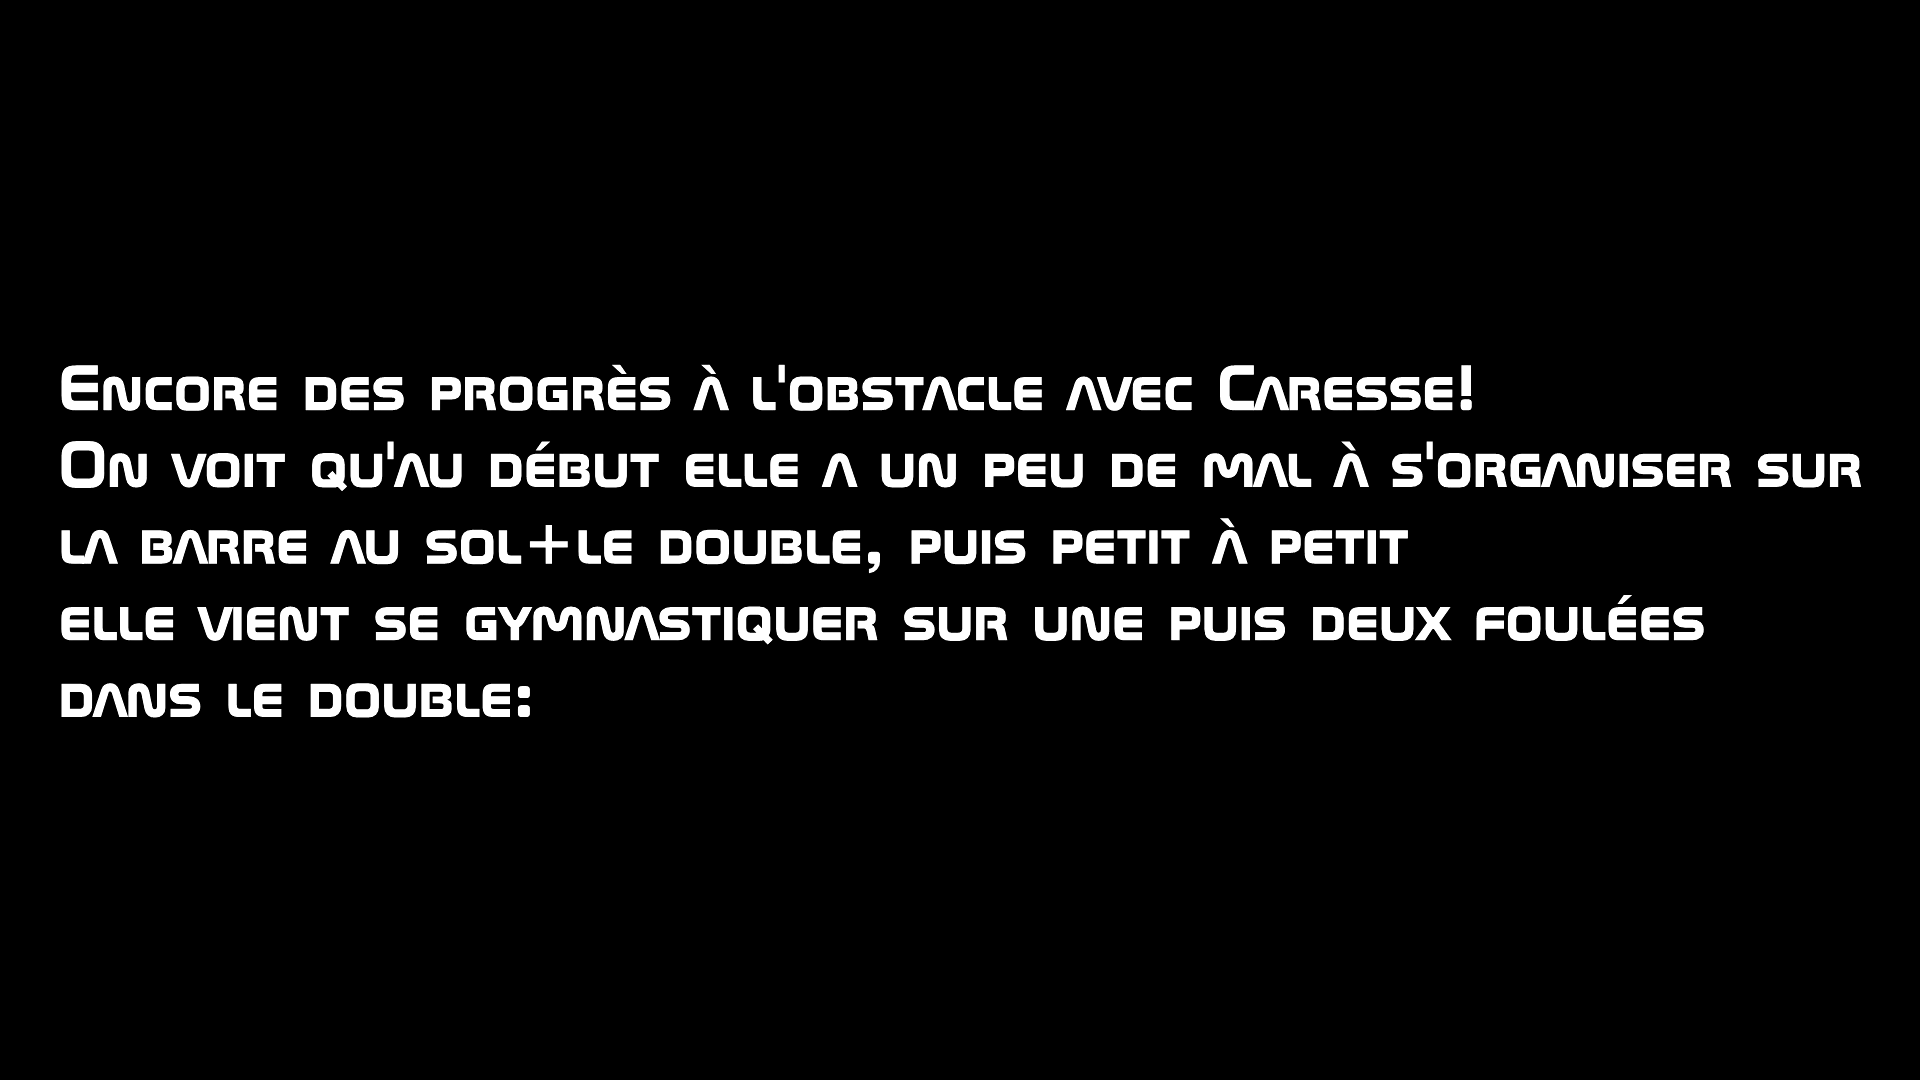 Encore des progrès à l'obstacle avec Caresse!
On voit qu'au début elle a un peu de mal à s'organiser sur
la barre au sol+le double, puis petit à petit
elle vient se gymnastiquer sur une puis deux foulées
dans le double: